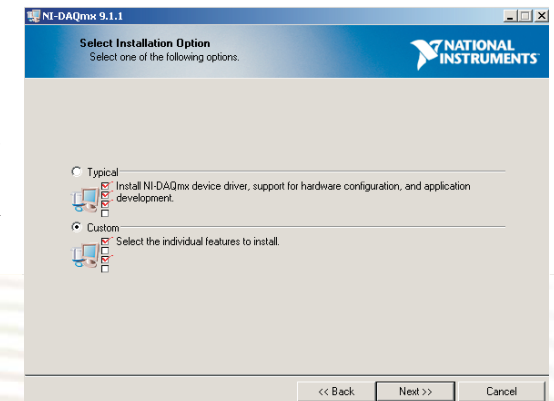 NI-DAQmx 9.1.1
Select Installation Option
Select one of the following options.
NATIONAL
INSTRUMENTS
Typical
Install NI-DAQmx device driver, support for hardware configuration, and application
development.
Custom
Select the individual features to install.
<< Back Next >> Cancel